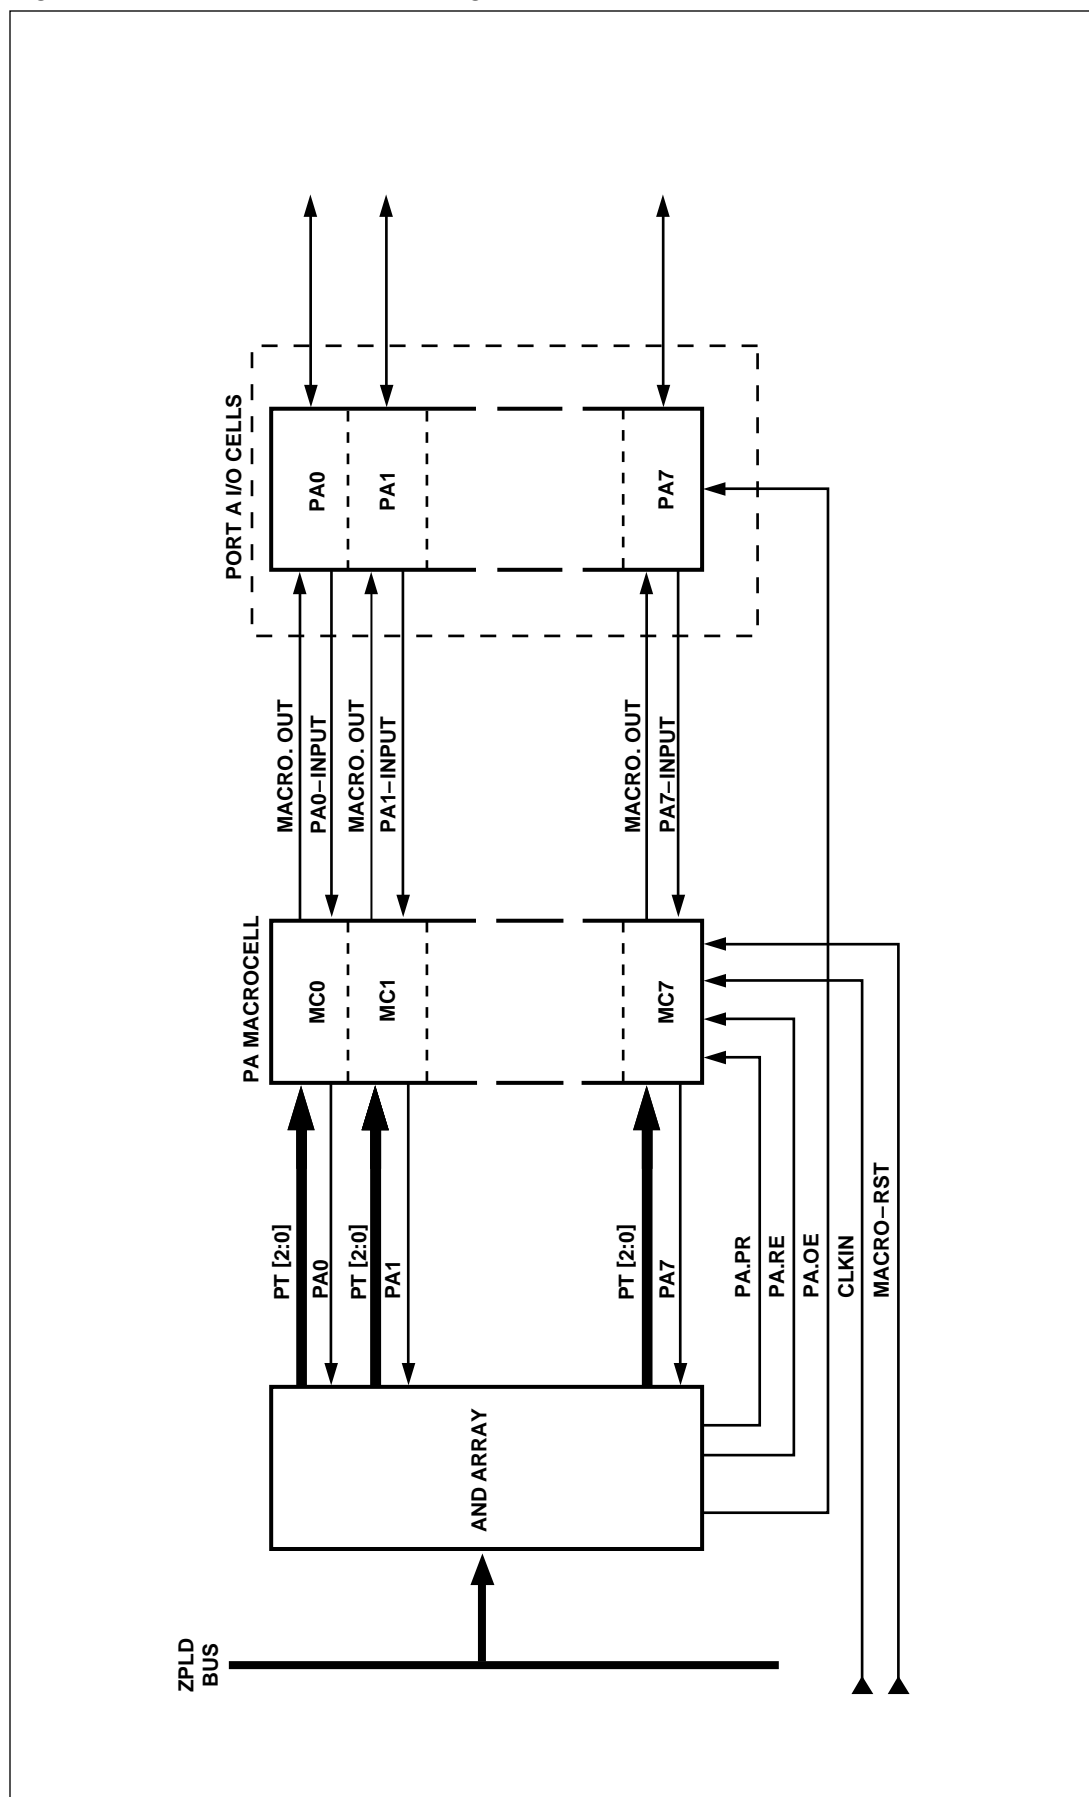 PORT A I/O CELLS
PA0
PA1
PA7
MACRO. OUT
PA0–INPUT
MACRO. OUT
PA1–INPUT
MACRO. OUT
PA7–INPUT
PA MACROCELL
MC0
MC1
MC7
PT [2:0]
PA0
PT [2:0]
PA1
PT [2:0]
PA7
PA.PR
PA.RE
PA.OE
CLKIN
MACRO–RST
AND ARRAY
ZPLD
BUS